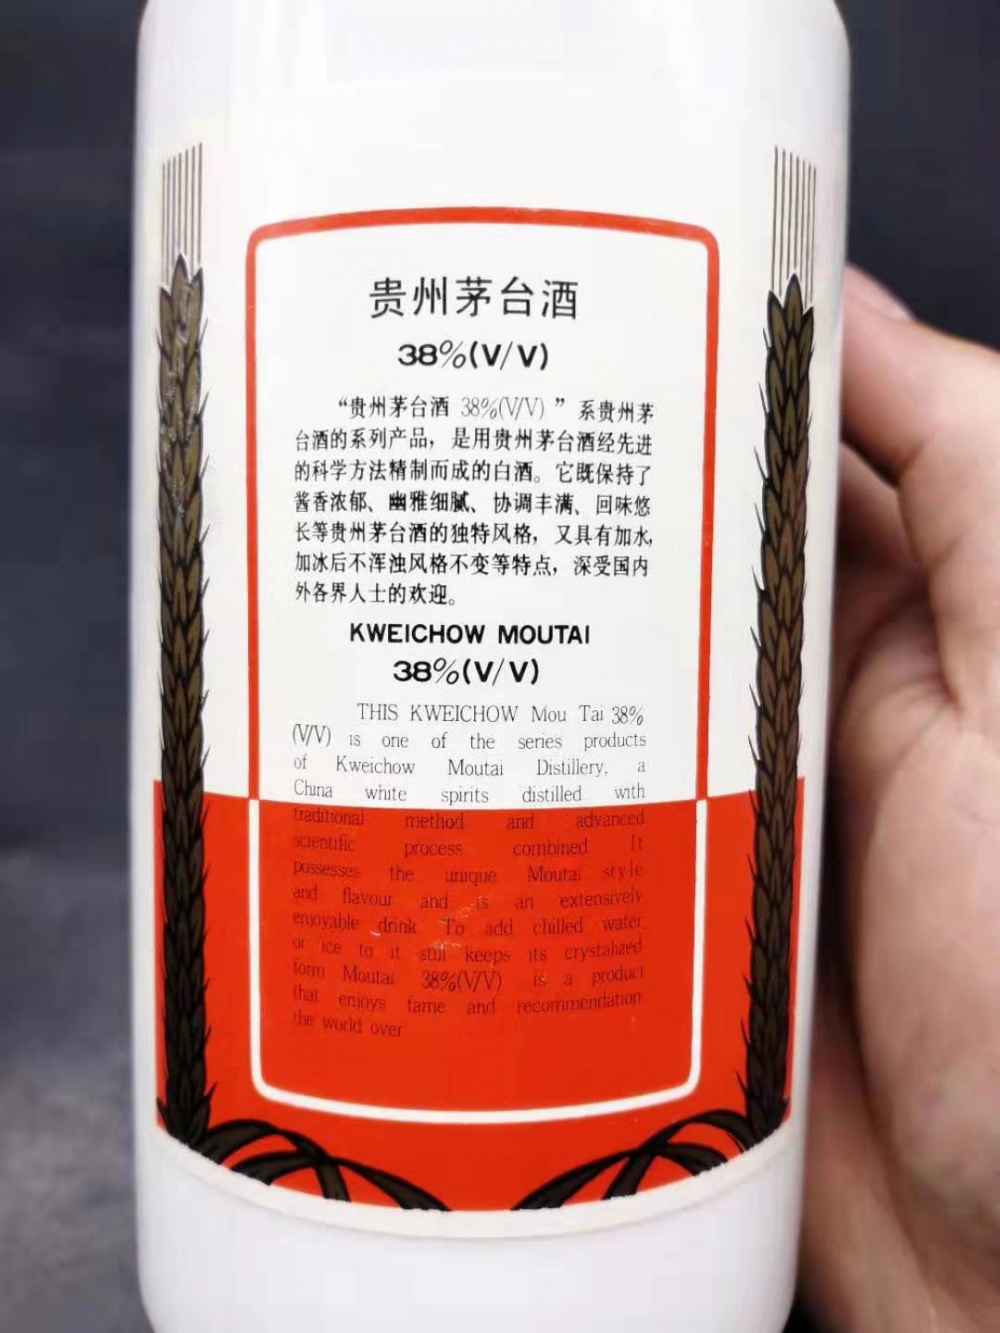 贵州茅台酒
38%(V/V)
“贵州茅台酒 38%(V/V)”系贵州茅
台酒的系列产品，是用贵州茅台酒经先进
的科学方法精制而成的白酒。它既保持了
酱香浓郁、幽雅细腻、协调丰满、回味悠
长等贵州茅台酒的独特风格，又具有加水,
加冰后不浑浊风格不变等特点，深受国内
外各界人士的欢迎。
KWEICHOW MOUTAI
38%(V/V)
THIS KWEICHOW Mou Tai 38%
(V/V) is one of the series products
of Kweichow Moutai Distillery, a
China white spirits distilled with
traditional method and advanced
scientific process combined It
possesses the unique Moutai style
and flavour and is an extensively
enjoyable drink To add chilled water
or ice to it still keeps its crystalized
form Moutai 38%(V/V) is a product
that enjoys fame and recommendation
the world over